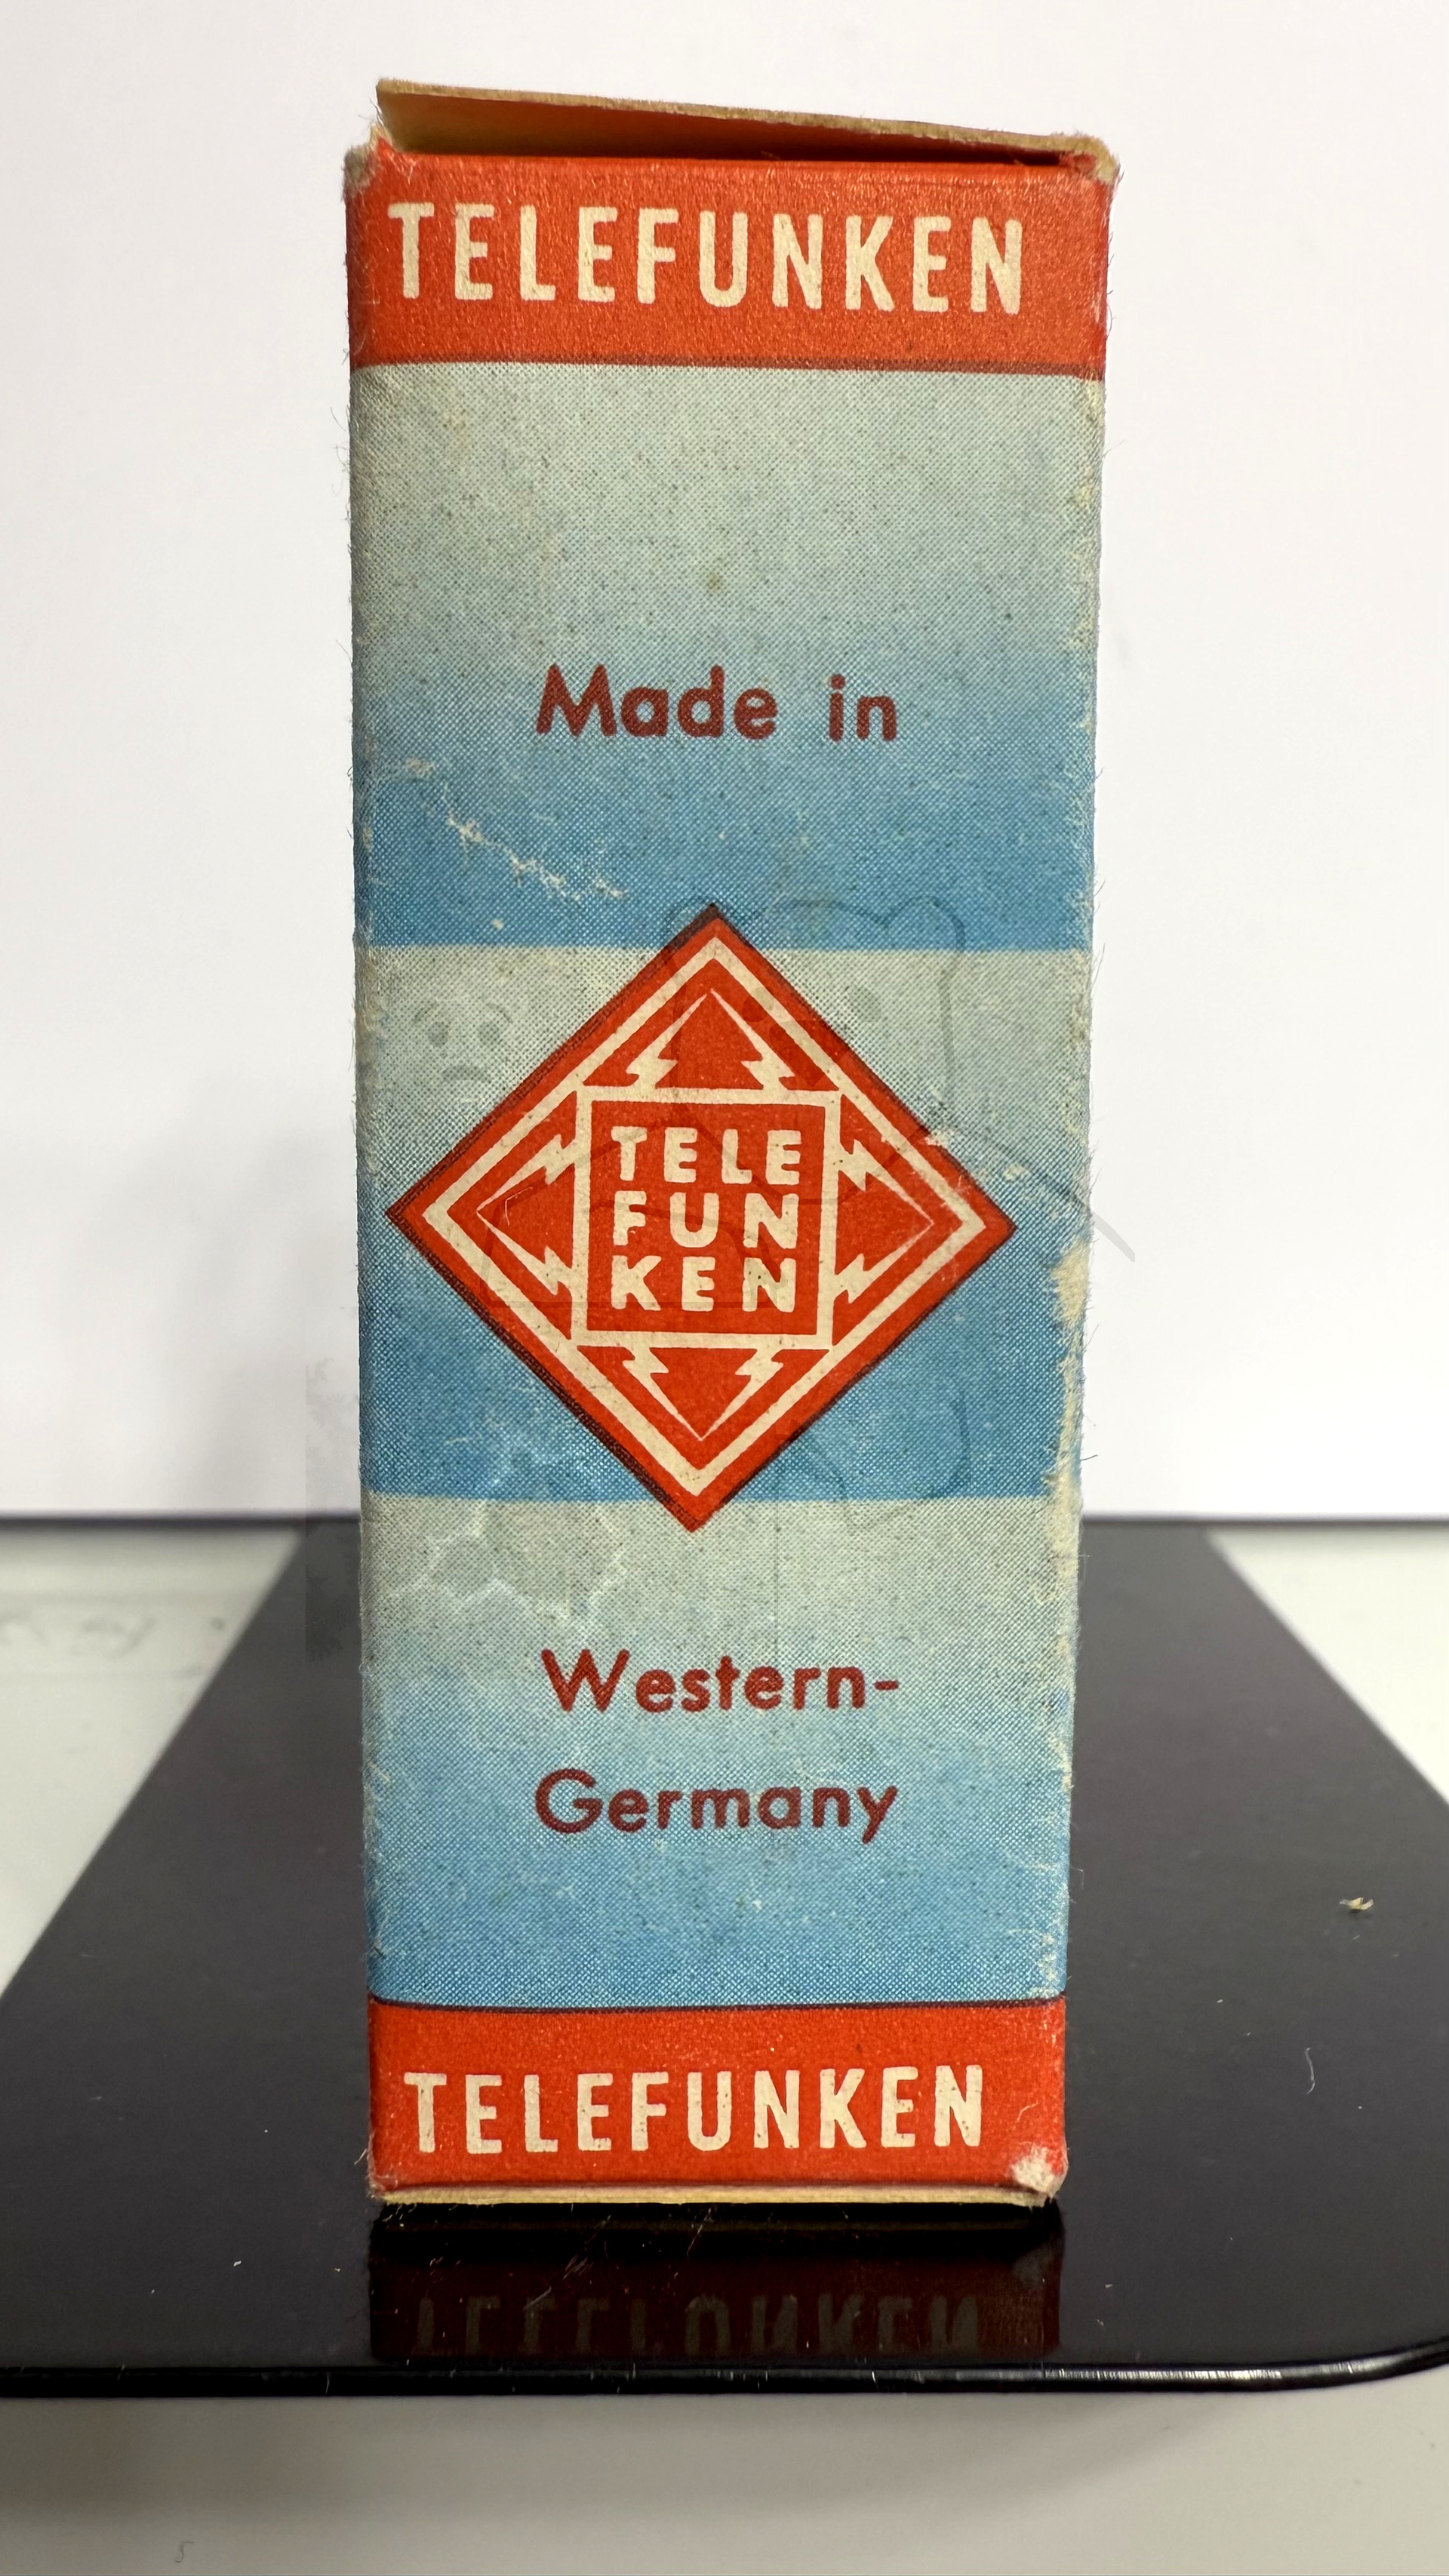 TELEFUNKEN
Made in
TELE
FUN
KEN
Western-
Germany
TELEFUNKEN